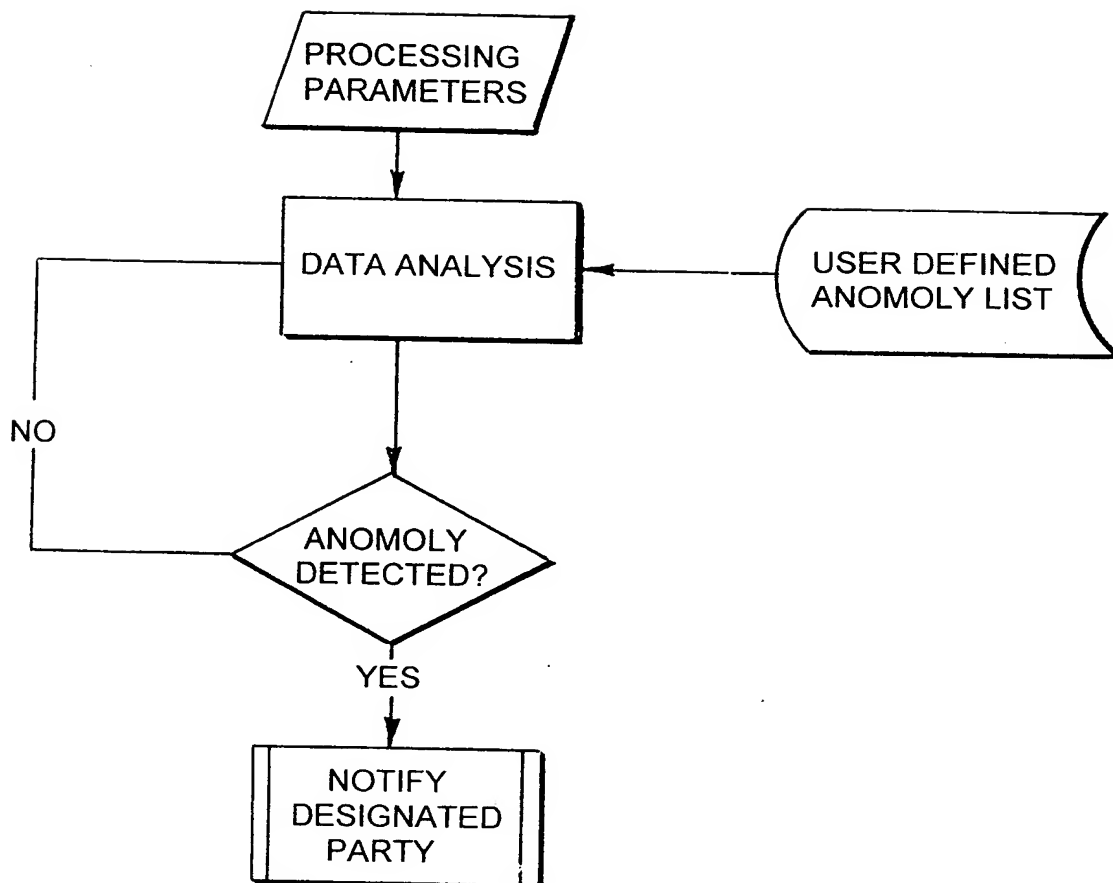 PROCESSING
PARAMETERS
DATA ANALYSIS
USER DEFINED
ANOMOLY LIST
NO
ANOMOLY
DETECTED?
YES
NOTIFY
DESIGNATED
PARTY